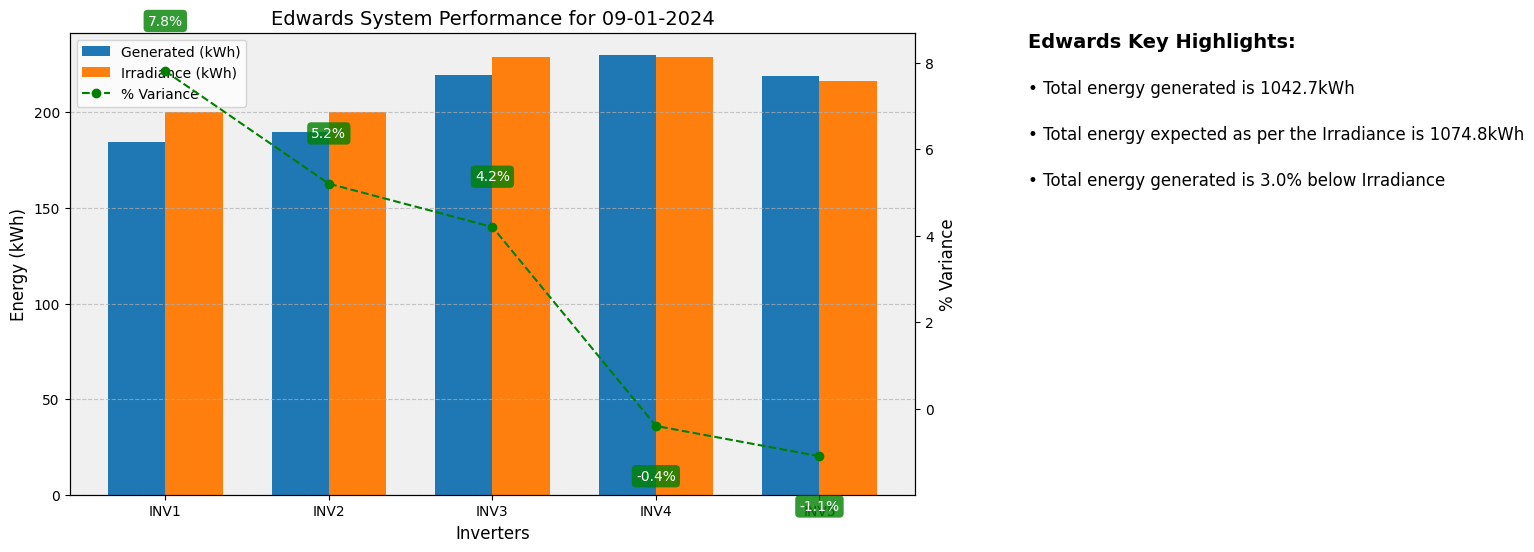 Edwards System Performance for 09-01-2024
7.8%
Generated (kWh)
Irradiance (kWh)
% Variance
5.2%
4.2%
-0.4%
-1.1%
Energy (kWh)
200
150
100
50
0
8
6
4
2
0
% Variance
INV1
INV2
INV3
INV4
INV5
Inverters
Edwards Key Highlights:
• Total energy generated is 1042.7kWh
• Total energy expected as per the Irradiance is 1074.8kWh
• Total energy generated is 3.0% below Irradiance